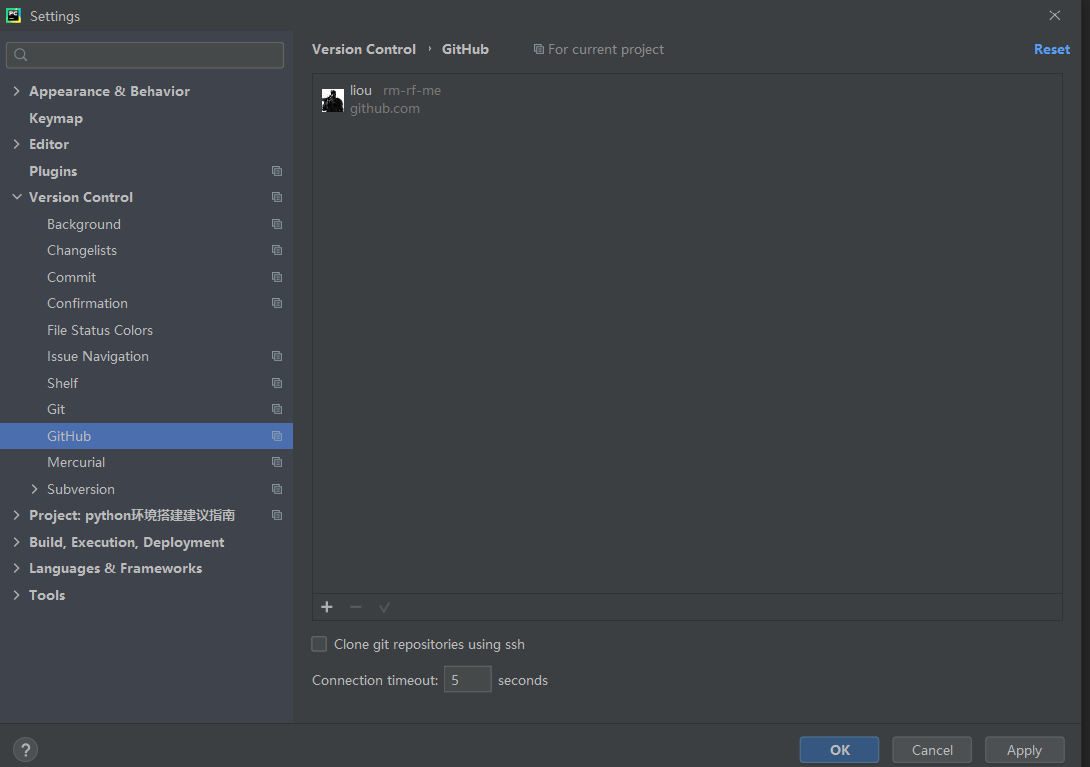 Settings
Version Control › GitHub For current project Reset
Appearance & Behavior
Keymap
Editor
Plugins
Version Control
Background
Changelists
Commit
Confirmation
File Status Colors
Issue Navigation
Shelf
Git
GitHub
Mercurial
Subversion
Project: python环境搭建建议指南
Build, Execution, Deployment
Languages & Frameworks
Tools
liou rm-rf-me
github.com
Clone git repositories using ssh
Connection timeout: 5 seconds
?
OK Cancel Apply